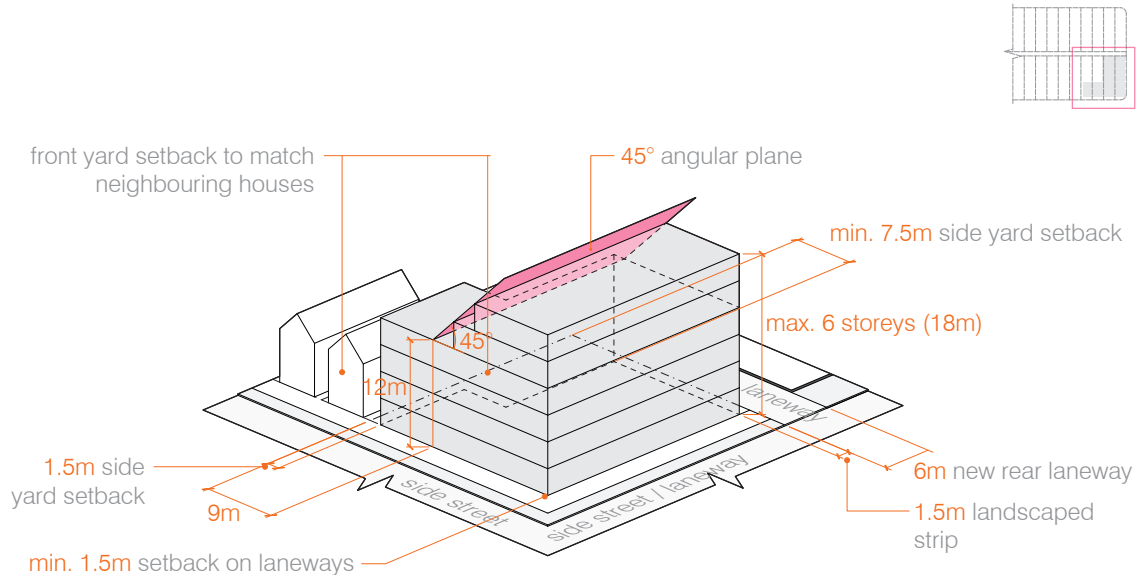 front yard setback to match
neighbouring houses
45° angular plane
min. 7.5m side yard setback
max. 6 storeys (18m)
45°
12m
laneway
1.5m side
yard setback
9m
side street
side street / laneway
6m new rear laneway
1.5m landscaped
strip
min. 1.5m setback on laneways